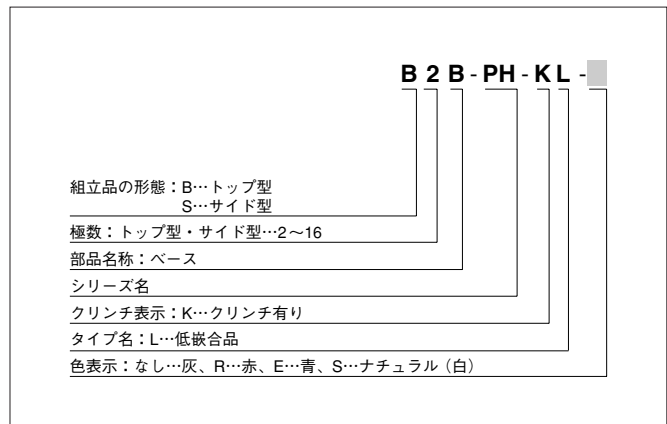 B 2 B - PH - K L -
組立品の形態：B…トップ型
S…サイド型
極数：トップ型・サイド型…2～16
部品名称：ベース
シリーズ名
クリンチ表示：K…クリンチ有り
タイプ名：L…低嵌合品
色表示：なし…灰、R…赤、E…青、S…ナチュラル（白）